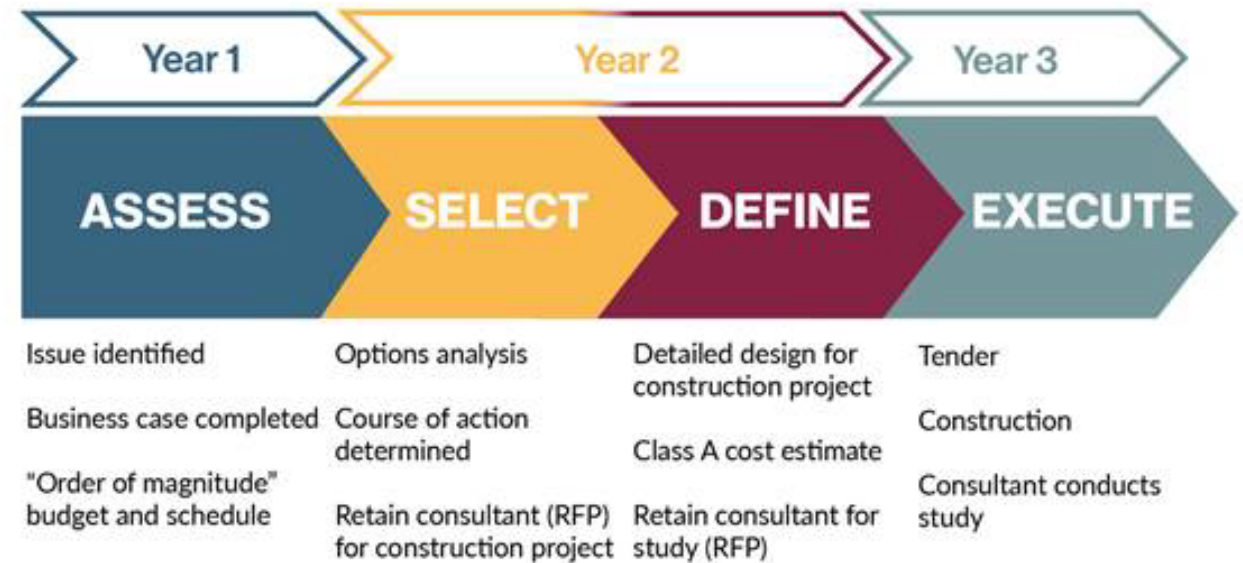 Year 1
Year 2
Year 3
ASSESS
SELECT
DEFINE
EXECUTE
Issue identified
Business case completed
“Order of magnitude”
budget and schedule
Options analysis
Course of action
determined
Retain consultant (RFP)
for construction project
Detailed design for
construction project
Class A cost estimate
Retain consultant for
study (RFP)
Tender
Construction
Consultant conducts
study